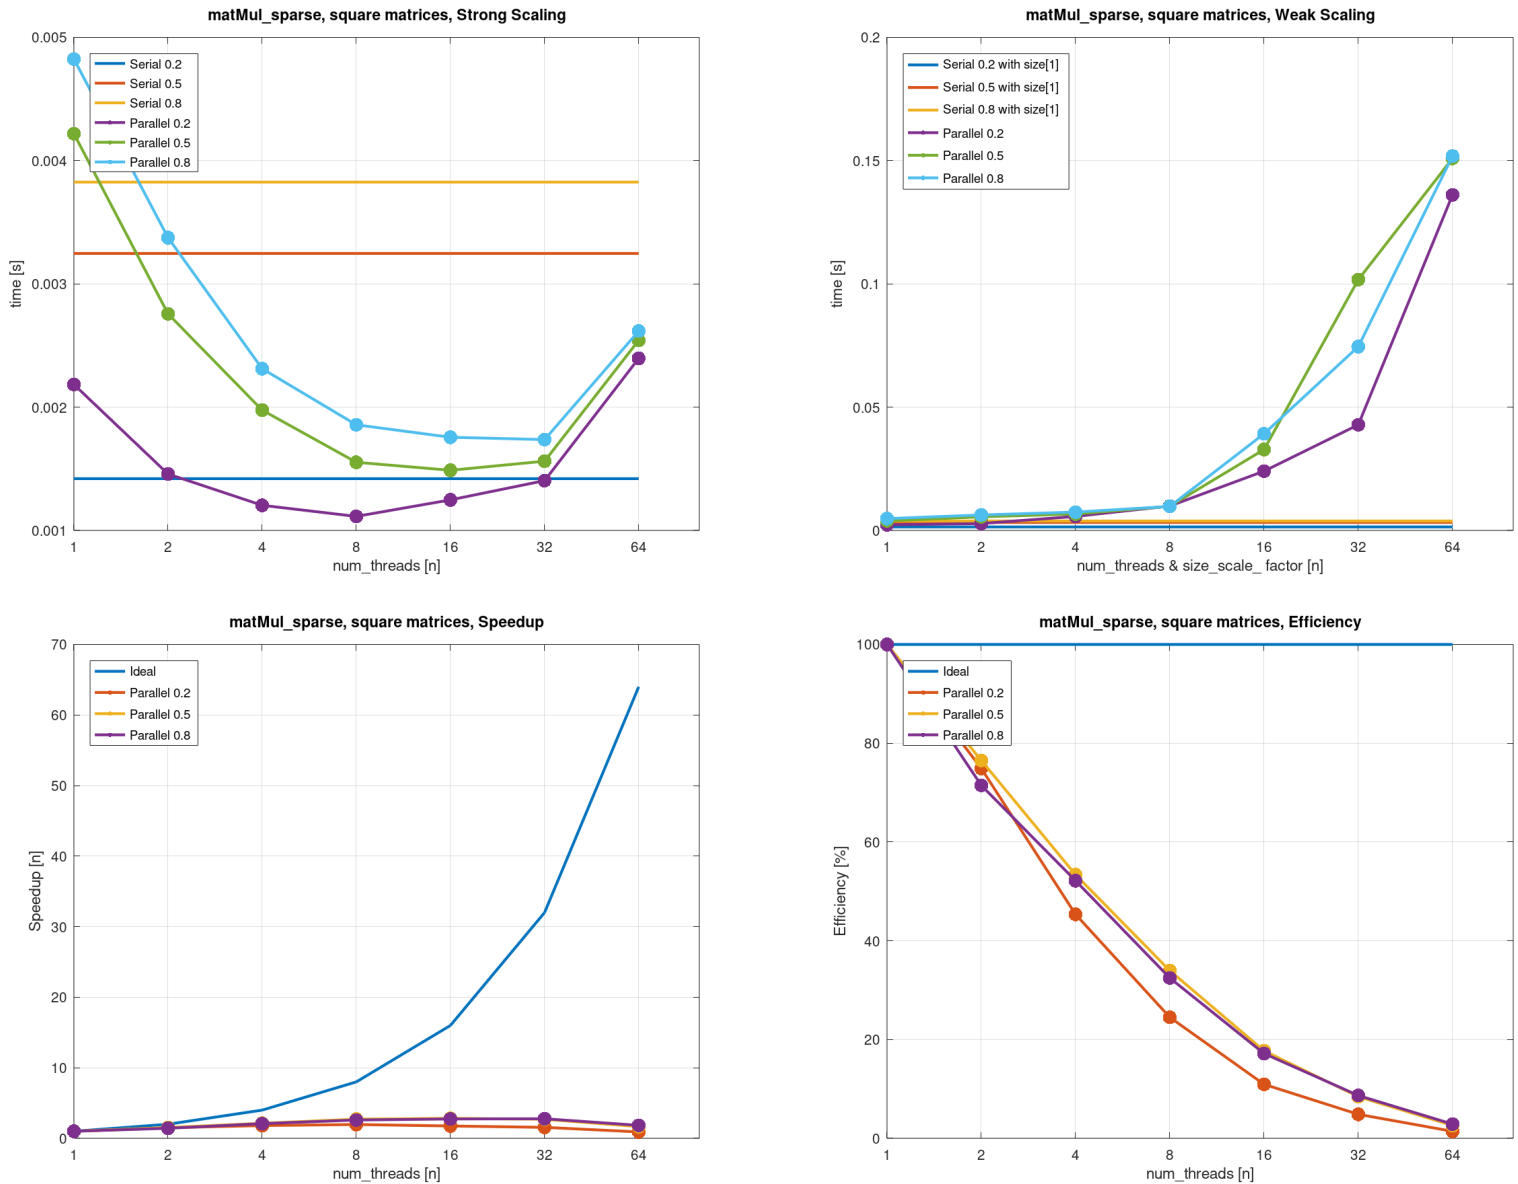 matMul_sparse, square matrices, Strong Scaling
0.005
0.004
0.003
0.002
0.001
time [s]
Serial 0.2
Serial 0.5
Serial 0.8
Parallel 0.2
Parallel 0.5
Parallel 0.8
1 2 4 8 16 32 64
num_threads [n]
matMul_sparse, square matrices, Weak Scaling
0.2
0.15
0.1
0.05
0
time [s]
Serial 0.2 with size[1]
Serial 0.5 with size[1]
Serial 0.8 with size[1]
Parallel 0.2
Parallel 0.5
Parallel 0.8
1 2 4 8 16 32 64
num_threads & size_scale_ factor [n]
matMul_sparse, square matrices, Speedup
70
60
50
40
30
20
10
0
Speedup [n]
Ideal
Parallel 0.2
Parallel 0.5
Parallel 0.8
1 2 4 8 16 32 64
num_threads [n]
matMul_sparse, square matrices, Efficiency
100
80
60
40
20
0
Efficiency [%]
Ideal
Parallel 0.2
Parallel 0.5
Parallel 0.8
1 2 4 8 16 32 64
num_threads [n]